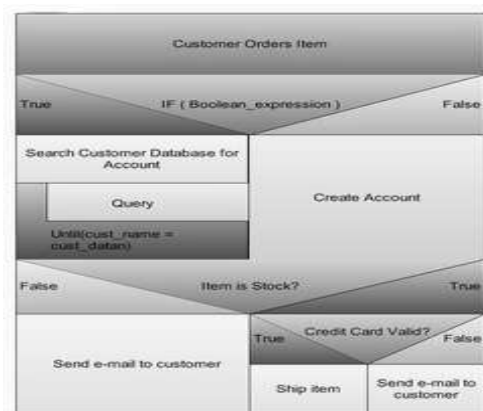 Customer Orders Item
True
IF ( Boolean_expression )
False
Search Customer Database for
Account
Query
Until(cust_name =
cust_datan)
Create Account
False
Item is Stock?
True
Send e-mail to customer
True
Credit Card Valid?
False
Ship item
Send e-mail to
customer